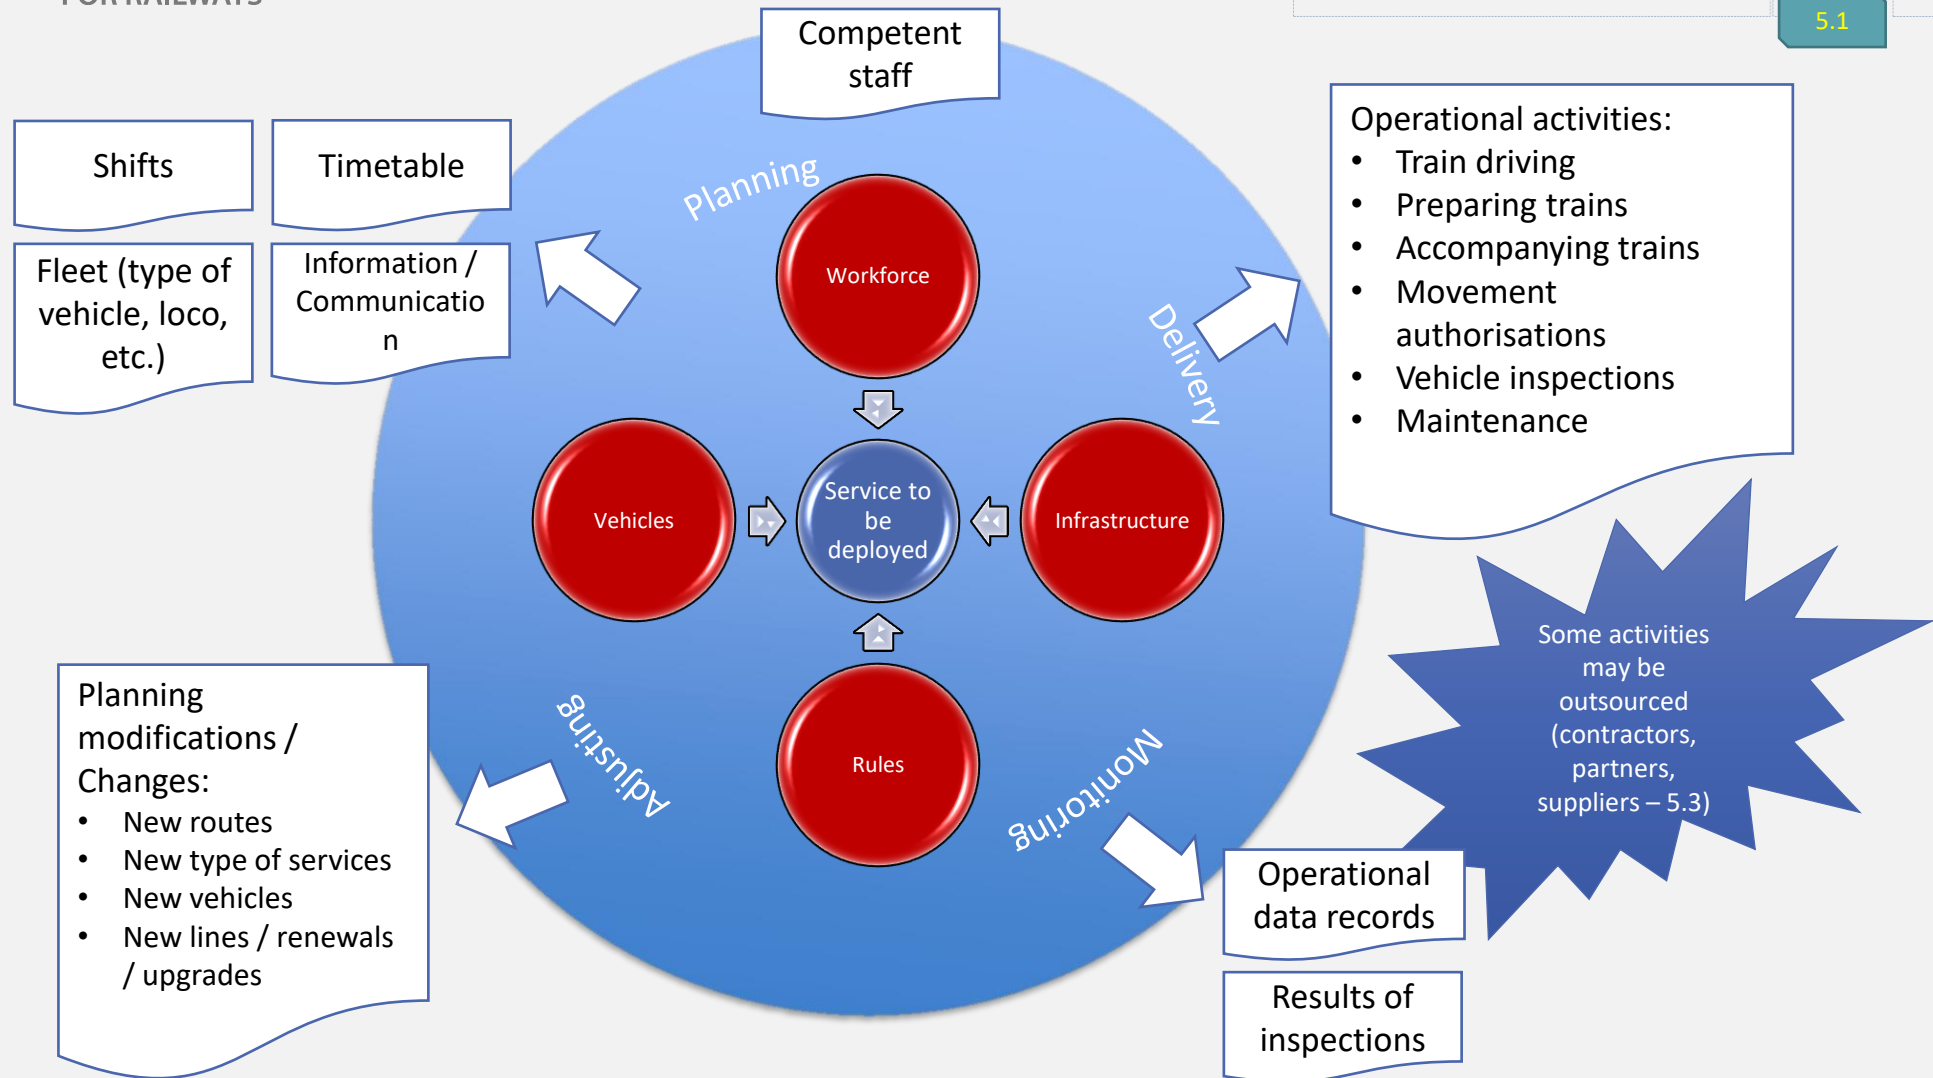 FOR RAILWAYS
5.1
Competent
staff
Shifts
Timetable
Fleet (type of
vehicle, loco,
etc.)
Information /
Communicatio
n
Planning
Workforce
Delivery
Operational activities:
• Train driving
• Preparing trains
• Accompanying trains
• Movement
authorisations
• Vehicle inspections
• Maintenance
Vehicles
Service to
be
deployed
Infrastructure
Rules
Some activities
may be
outsourced
(contractors,
partners,
suppliers – 5.3)
Adjusting
Monitoring
Planning
modifications /
Changes:
• New routes
• New type of services
• New vehicles
• New lines / renewals
/ upgrades
Operational
data records
Results of
inspections